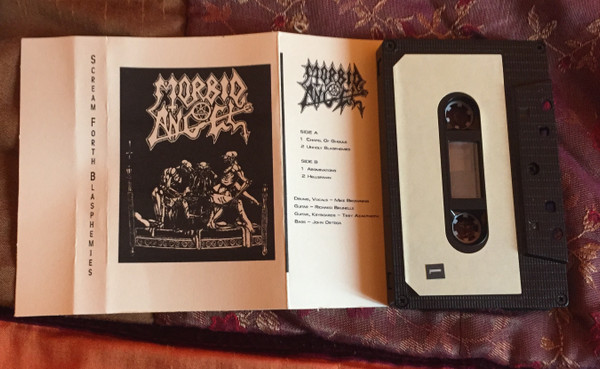 SCREAM FORTH BLASPHEMIES
MORBID
ANGEL
MORBID
ANGEL
SIDE A
1 CHAPEL OF GHOULS
2 UNHOLY BLASPHEMIES
SIDE B
1 ABOMINATIONS
2 HELLSPAWN
DRUMS, VOCALS – MIKE BROWNING
GUITAR – RICHARD BRUNELLE
GUITAR, KEYBOARDS – TREY AZAGTHOTH
BASS – JOHN ORTEGA